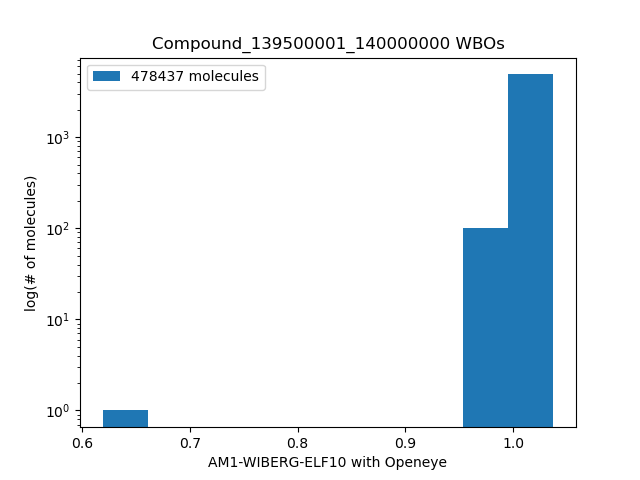 Compound_139500001_140000000 WBOs
478437 molecules
log(# of molecules)
10³
10²
10¹
10⁰
0.6 0.7 0.8 0.9 1.0
AM1-WIBERG-ELF10 with Openeye